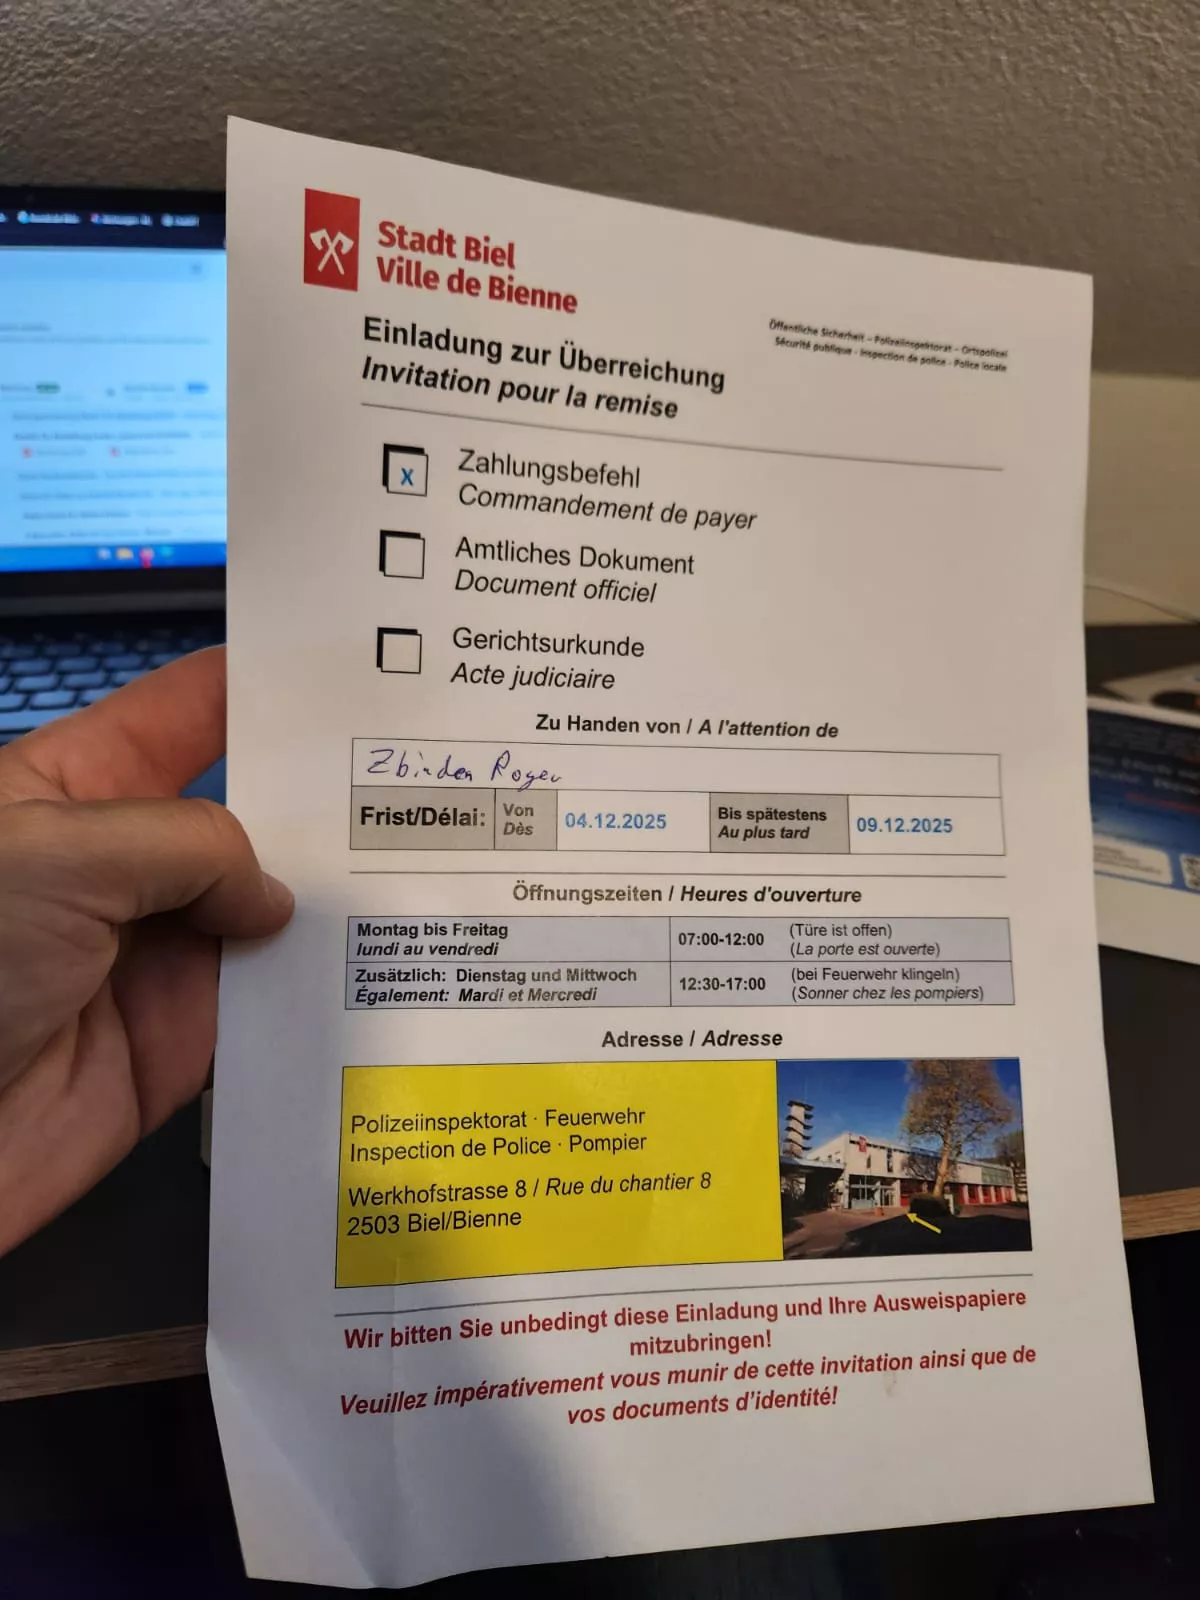 Stadt Biel
Ville de Bienne
Öffentliche Sicherheit – Polizeiinspektorat – Ortspolizei
Sécurité publique - Inspection de police - Police locale
Einladung zur Überreichung
Invitation pour la remise
x Zahlungsbefehl
Commandement de payer
Amtliches Dokument
Document officiel
Gerichtsurkunde
Acte judiciaire
Zu Handen von / A l'attention de
Zbinden Roger
Frist/Délai: Von 04.12.2025 Bis spätestens 09.12.2025
Dès Au plus tard
Öffnungszeiten / Heures d'ouverture
Montag bis Freitag 07:00-12:00 (Türe ist offen)
lundi au vendredi (La porte est ouverte)
Zusätzlich: Dienstag und Mittwoch 12:30-17:00 (bei Feuerwehr klingeln)
Également: Mardi et Mercredi (Sonner chez les pompiers)
Adresse / Adresse
Polizeiinspektorat · Feuerwehr
Inspection de Police · Pompier
Werkhofstrasse 8 / Rue du chantier 8
2503 Biel/Bienne
Wir bitten Sie unbedingt diese Einladung und Ihre Ausweispapiere
mitzubringen!
Veuillez impérativement vous munir de cette invitation ainsi que de
vos documents d'identité!